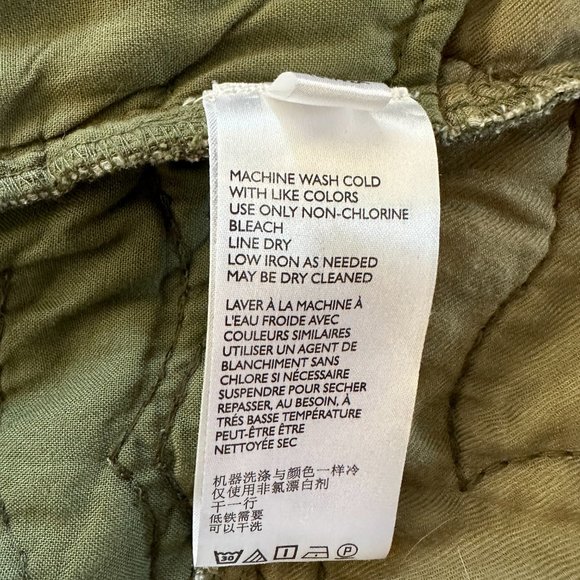 MACHINE WASH COLD
WITH LIKE COLORS
USE ONLY NON-CHLORINE
BLEACH
LINE DRY
LOW IRON AS NEEDED
MAY BE DRY CLEANED
LAVER À LA MACHINE À
L'EAU FROIDE AVEC
COULEURS SIMILAIRES
UTILISER UN AGENT DE
BLANCHIMENT SANS
CHLORE SI NÉCESSAIRE
SUSPENDRE POUR SECHER
REPASSER, AU BESOIN, À
TRÉS BASSE TEMPÉRATURE
PEUT-ÊTRE ÊTRE
NETTOYÉE SEC
机器洗涤与颜色一样冷
仅使用非氯漂白剂
干一行
低铁需要
可以干洗
30 P